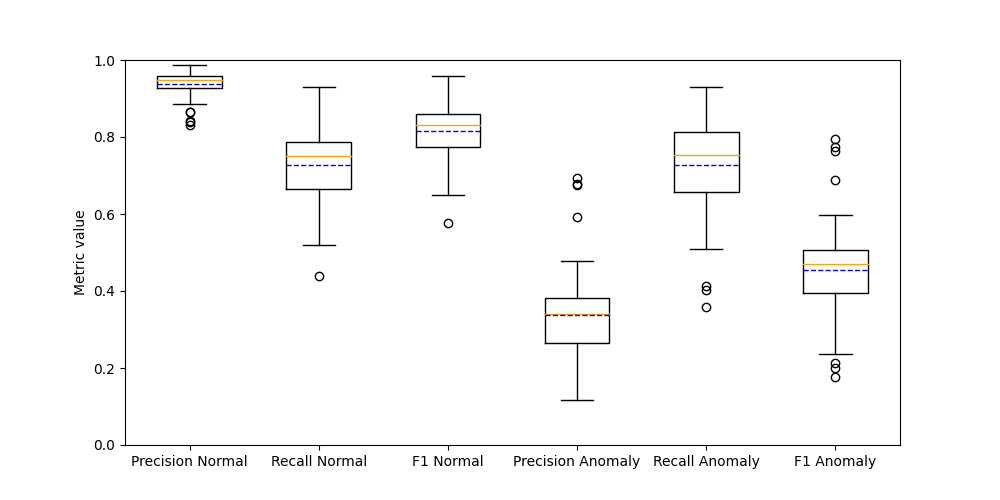 1.0
0.8
0.6
0.4
0.2
0.0
Metric value
Precision Normal
Recall Normal
F1 Normal
Precision Anomaly
Recall Anomaly
F1 Anomaly